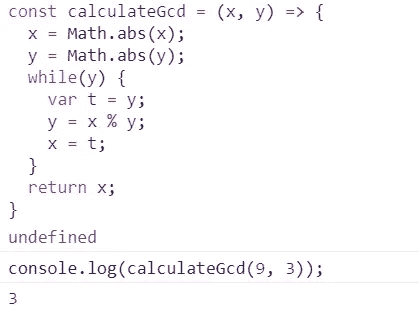 const calculateGcd = (x, y) => {
  x = Math.abs(x);
  y = Math.abs(y);
  while(y) {
    var t = y;
    y = x % y;
    x = t;
  }
  return x;
}
undefined
console.log(calculateGcd(9, 3));
3